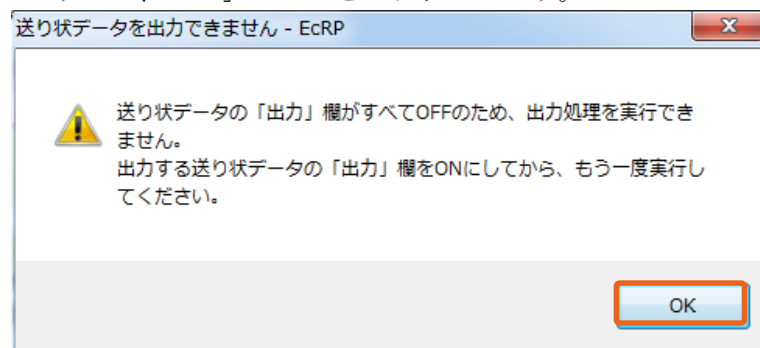 送り状データを出力できません - EcRP
送り状データの「出力」欄がすべてOFFのため、出力処理を実行でき
ません。
出力する送り状データの「出力」欄をONにしてから、もう一度実行し
てください。
OK